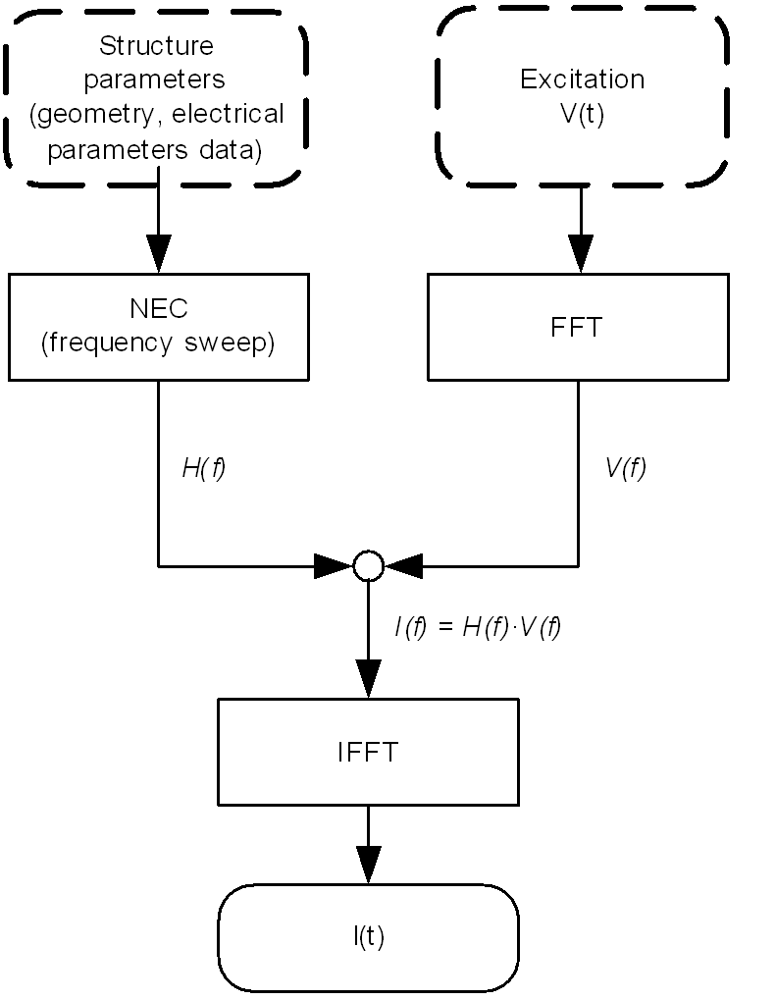 Structure
parameters
(geometry, electrical
parameters data)
Excitation
V(t)
NEC
(frequency sweep)
FFT
H(f)
V(f)
I(f) = H(f)·V(f)
IFFT
I(t)